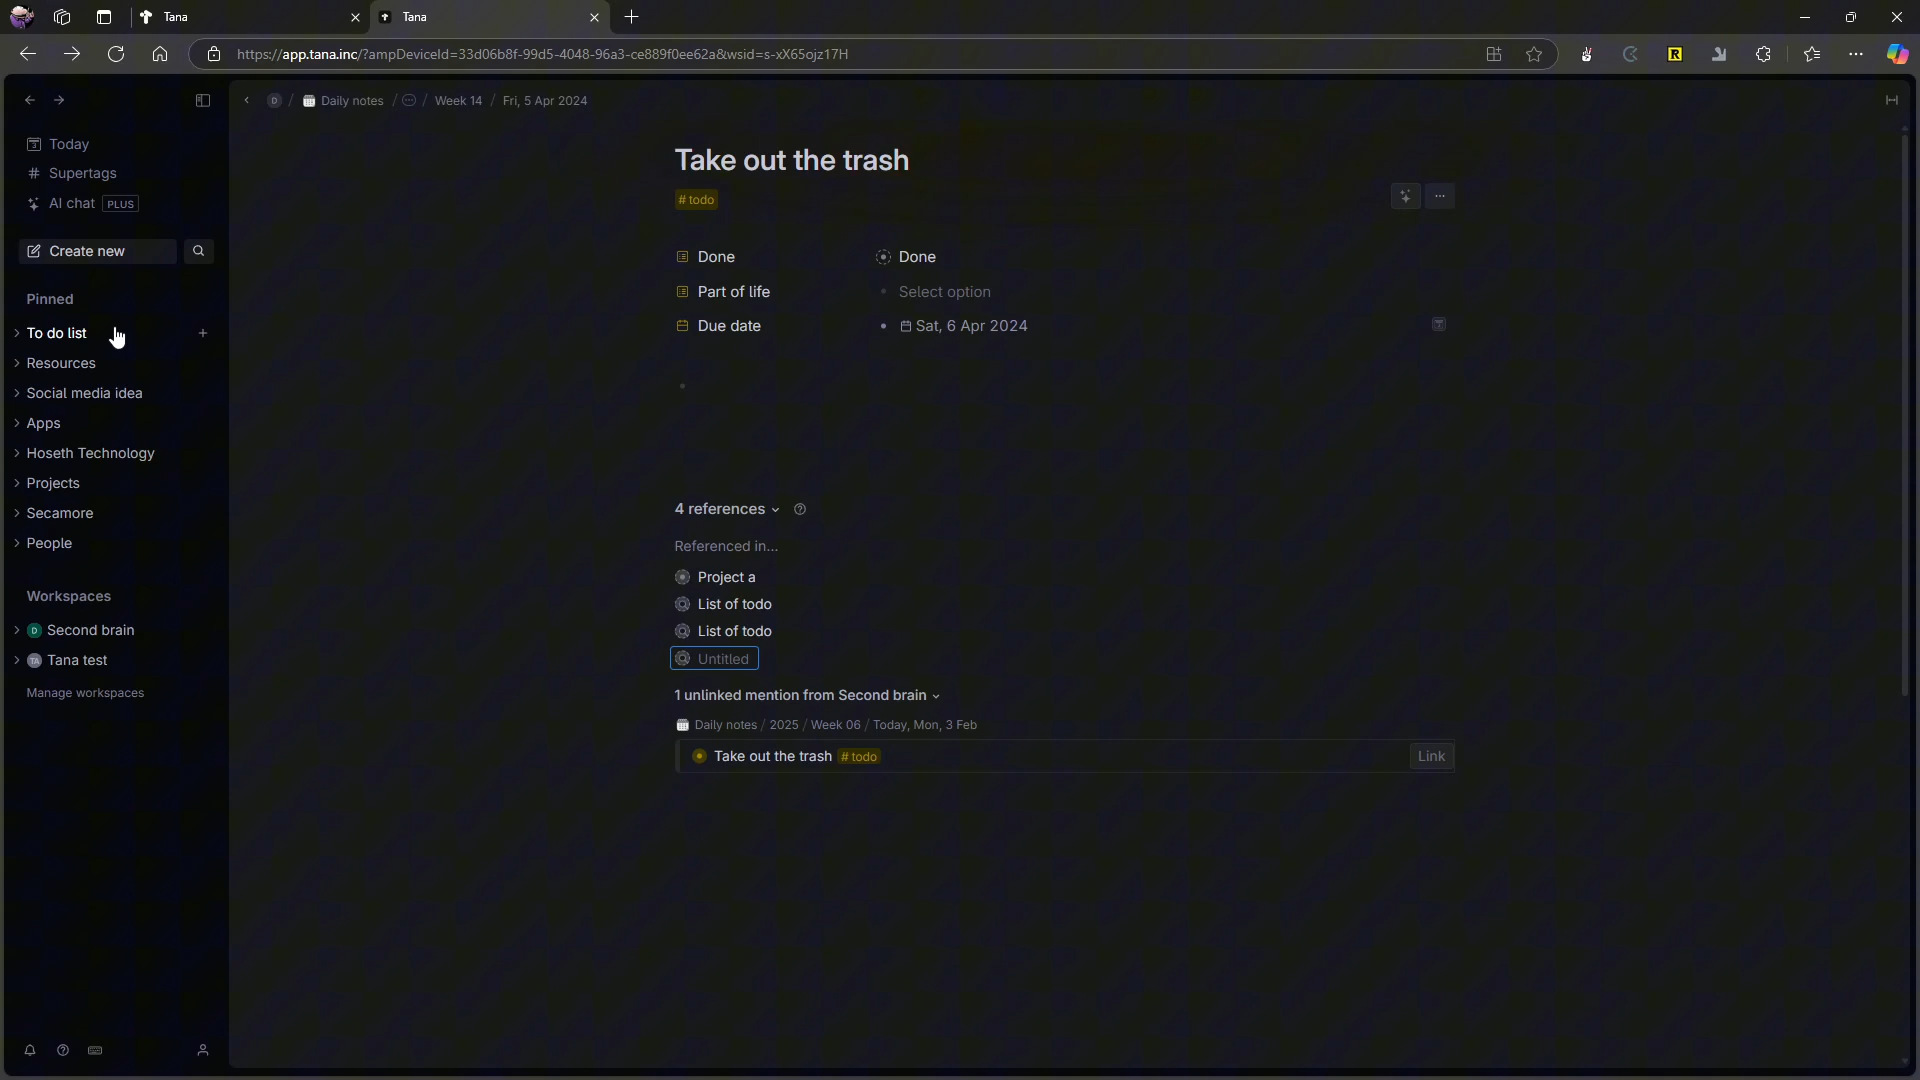 Tana
Tana
https://app.tana.inc/?ampDeviceId=33d06b8f-99d5-4048-96a3-ce889f0ee62a&wsid=s-xX65ojz17H
D / Daily notes / / Week 14 / Fri, 5 Apr 2024
Today
Supertags
AI chat PLUS
Create new
Pinned
To do list
Resources
Social media idea
Apps
Hoseth Technology
Projects
Secamore
People
Workspaces
D Second brain
TA Tana test
Manage workspaces
Take out the trash
# todo
Done Done
Part of life Select option
Due date Sat, 6 Apr 2024
4 references
Referenced in...
Project a
List of todo
List of todo
Untitled
1 unlinked mention from Second brain
Daily notes / 2025 / Week 06 / Today, Mon, 3 Feb
Take out the trash # todo Link